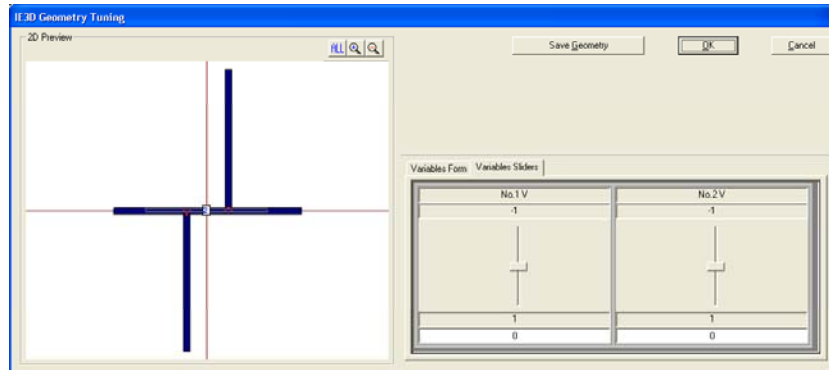 IE3D Geometry Tuning
2D Preview
ALL
Save Geometry
OK
Cancel
Variables Form
Variables Sliders
No.1 V
No.2 V
-1
-1
1
1
0
0